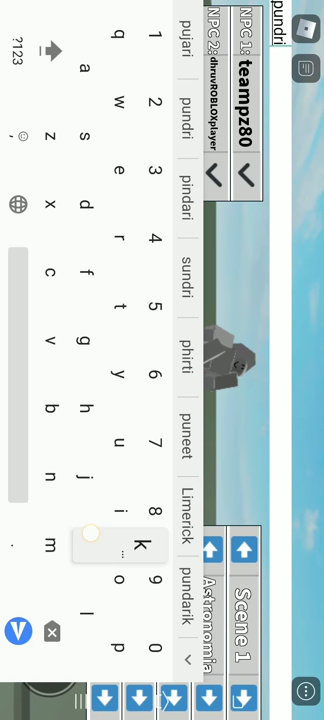 pundri
NPC 1: teampz80
NPC 2: dhruvROBLOXplayer
Scene 1
Astronomia
pujari pundri pindari sundri phirti puneet Limerick pundarik
1 2 3 4 5 6 7 8 9 0
q w e r t y u i o p
a s d f g h j k l
k
...
z x c v b n m
?123 , .